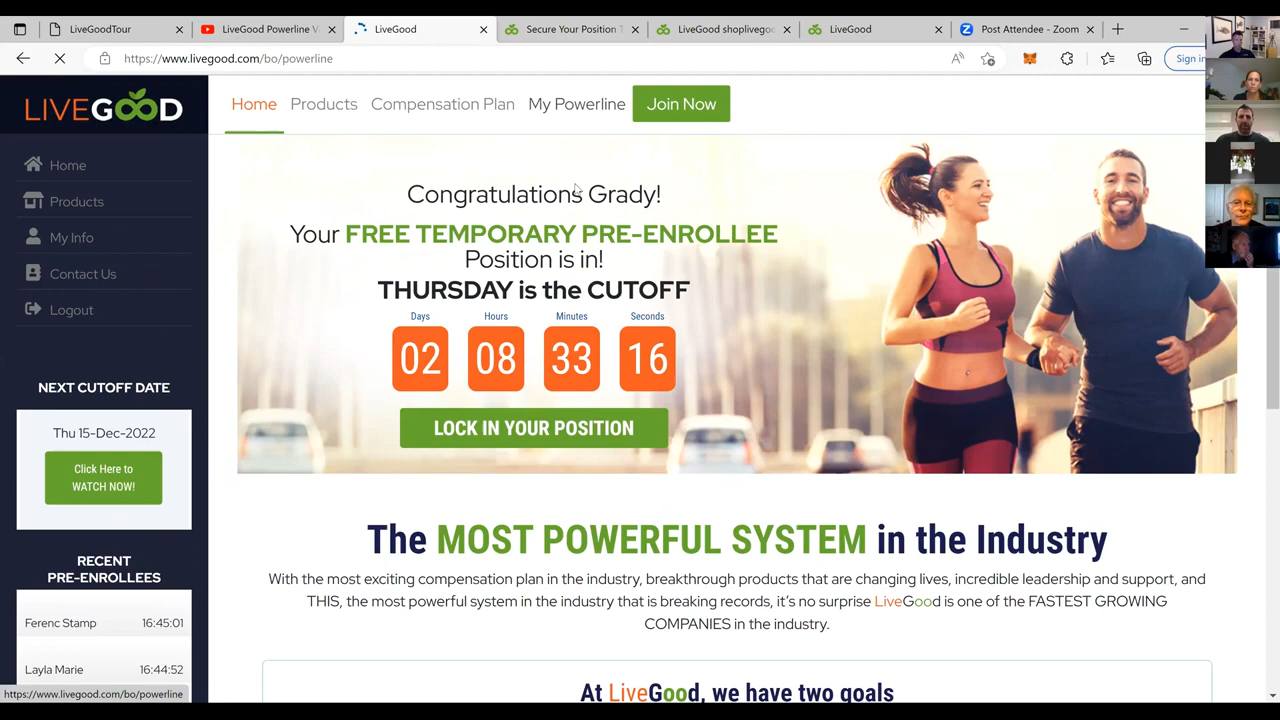 LiveGoodTour
LiveGood Powerline V
LiveGood
Secure Your Position T
LiveGood shoplivegoo
LiveGood
Post Attendee - Zoom
https://www.livegood.com/bo/powerline
Sign in
LIVEGOOD
Home
Products
Compensation Plan
My Powerline
Join Now
Home
Products
My Info
Contact Us
Logout
NEXT CUTOFF DATE
Thu 15-Dec-2022
Click Here to
WATCH NOW!
RECENT
PRE-ENROLLEES
Ferenc Stamp 16:45:01
Layla Marie 16:44:52
Congratulations Grady!
Your FREE TEMPORARY PRE-ENROLLEE
Position is in!
THURSDAY is the CUTOFF
Days Hours Minutes Seconds
02 08 33 16
LOCK IN YOUR POSITION
The MOST POWERFUL SYSTEM in the Industry
With the most exciting compensation plan in the industry, breakthrough products that are changing lives, incredible leadership and support, and
THIS, the most powerful system in the industry that is breaking records, it's no surprise LiveGood is one of the FASTEST GROWING
COMPANIES in the industry.
At LiveGood, we have two goals
https://www.livegood.com/bo/powerline